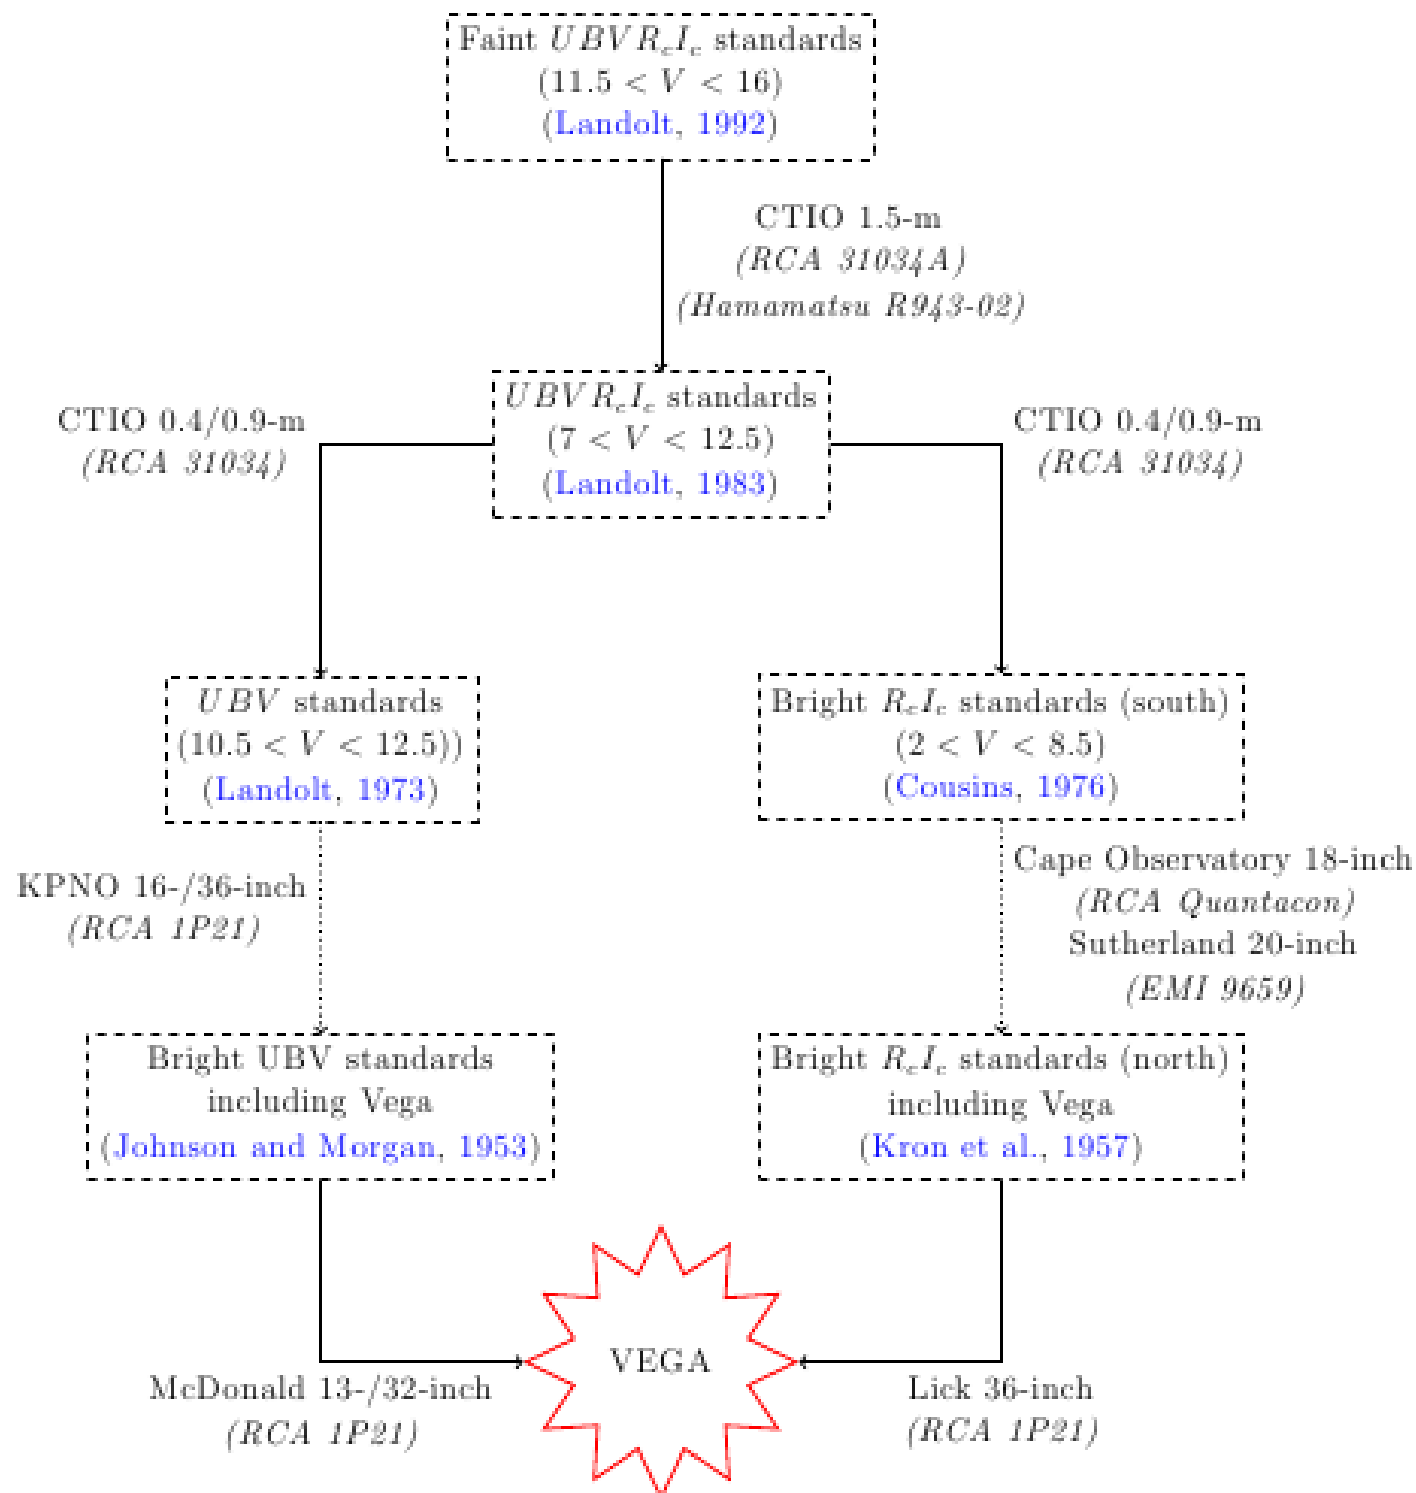 Faint UBVR_cI_c standards
(11.5 < V < 16)
(Landolt, 1992)
CTIO 1.5-m
(RCA 31034A)
(Hamamatsu R943-02)
UBVR_cI_c standards
(7 < V < 12.5)
(Landolt, 1983)
CTIO 0.4/0.9-m
(RCA 31034)
CTIO 0.4/0.9-m
(RCA 31034)
UBV standards
(10.5 < V < 12.5))
(Landolt, 1973)
Bright R_cI_c standards (south)
(2 < V < 8.5)
(Cousins, 1976)
KPNO 16-/36-inch
(RCA 1P21)
Cape Observatory 18-inch
(RCA Quantacon)
Sutherland 20-inch
(EMI 9659)
Bright UBV standards
including Vega
(Johnson and Morgan, 1953)
Bright R_cI_c standards (north)
including Vega
(Kron et al., 1957)
VEGA
McDonald 13-/32-inch
(RCA 1P21)
Lick 36-inch
(RCA 1P21)